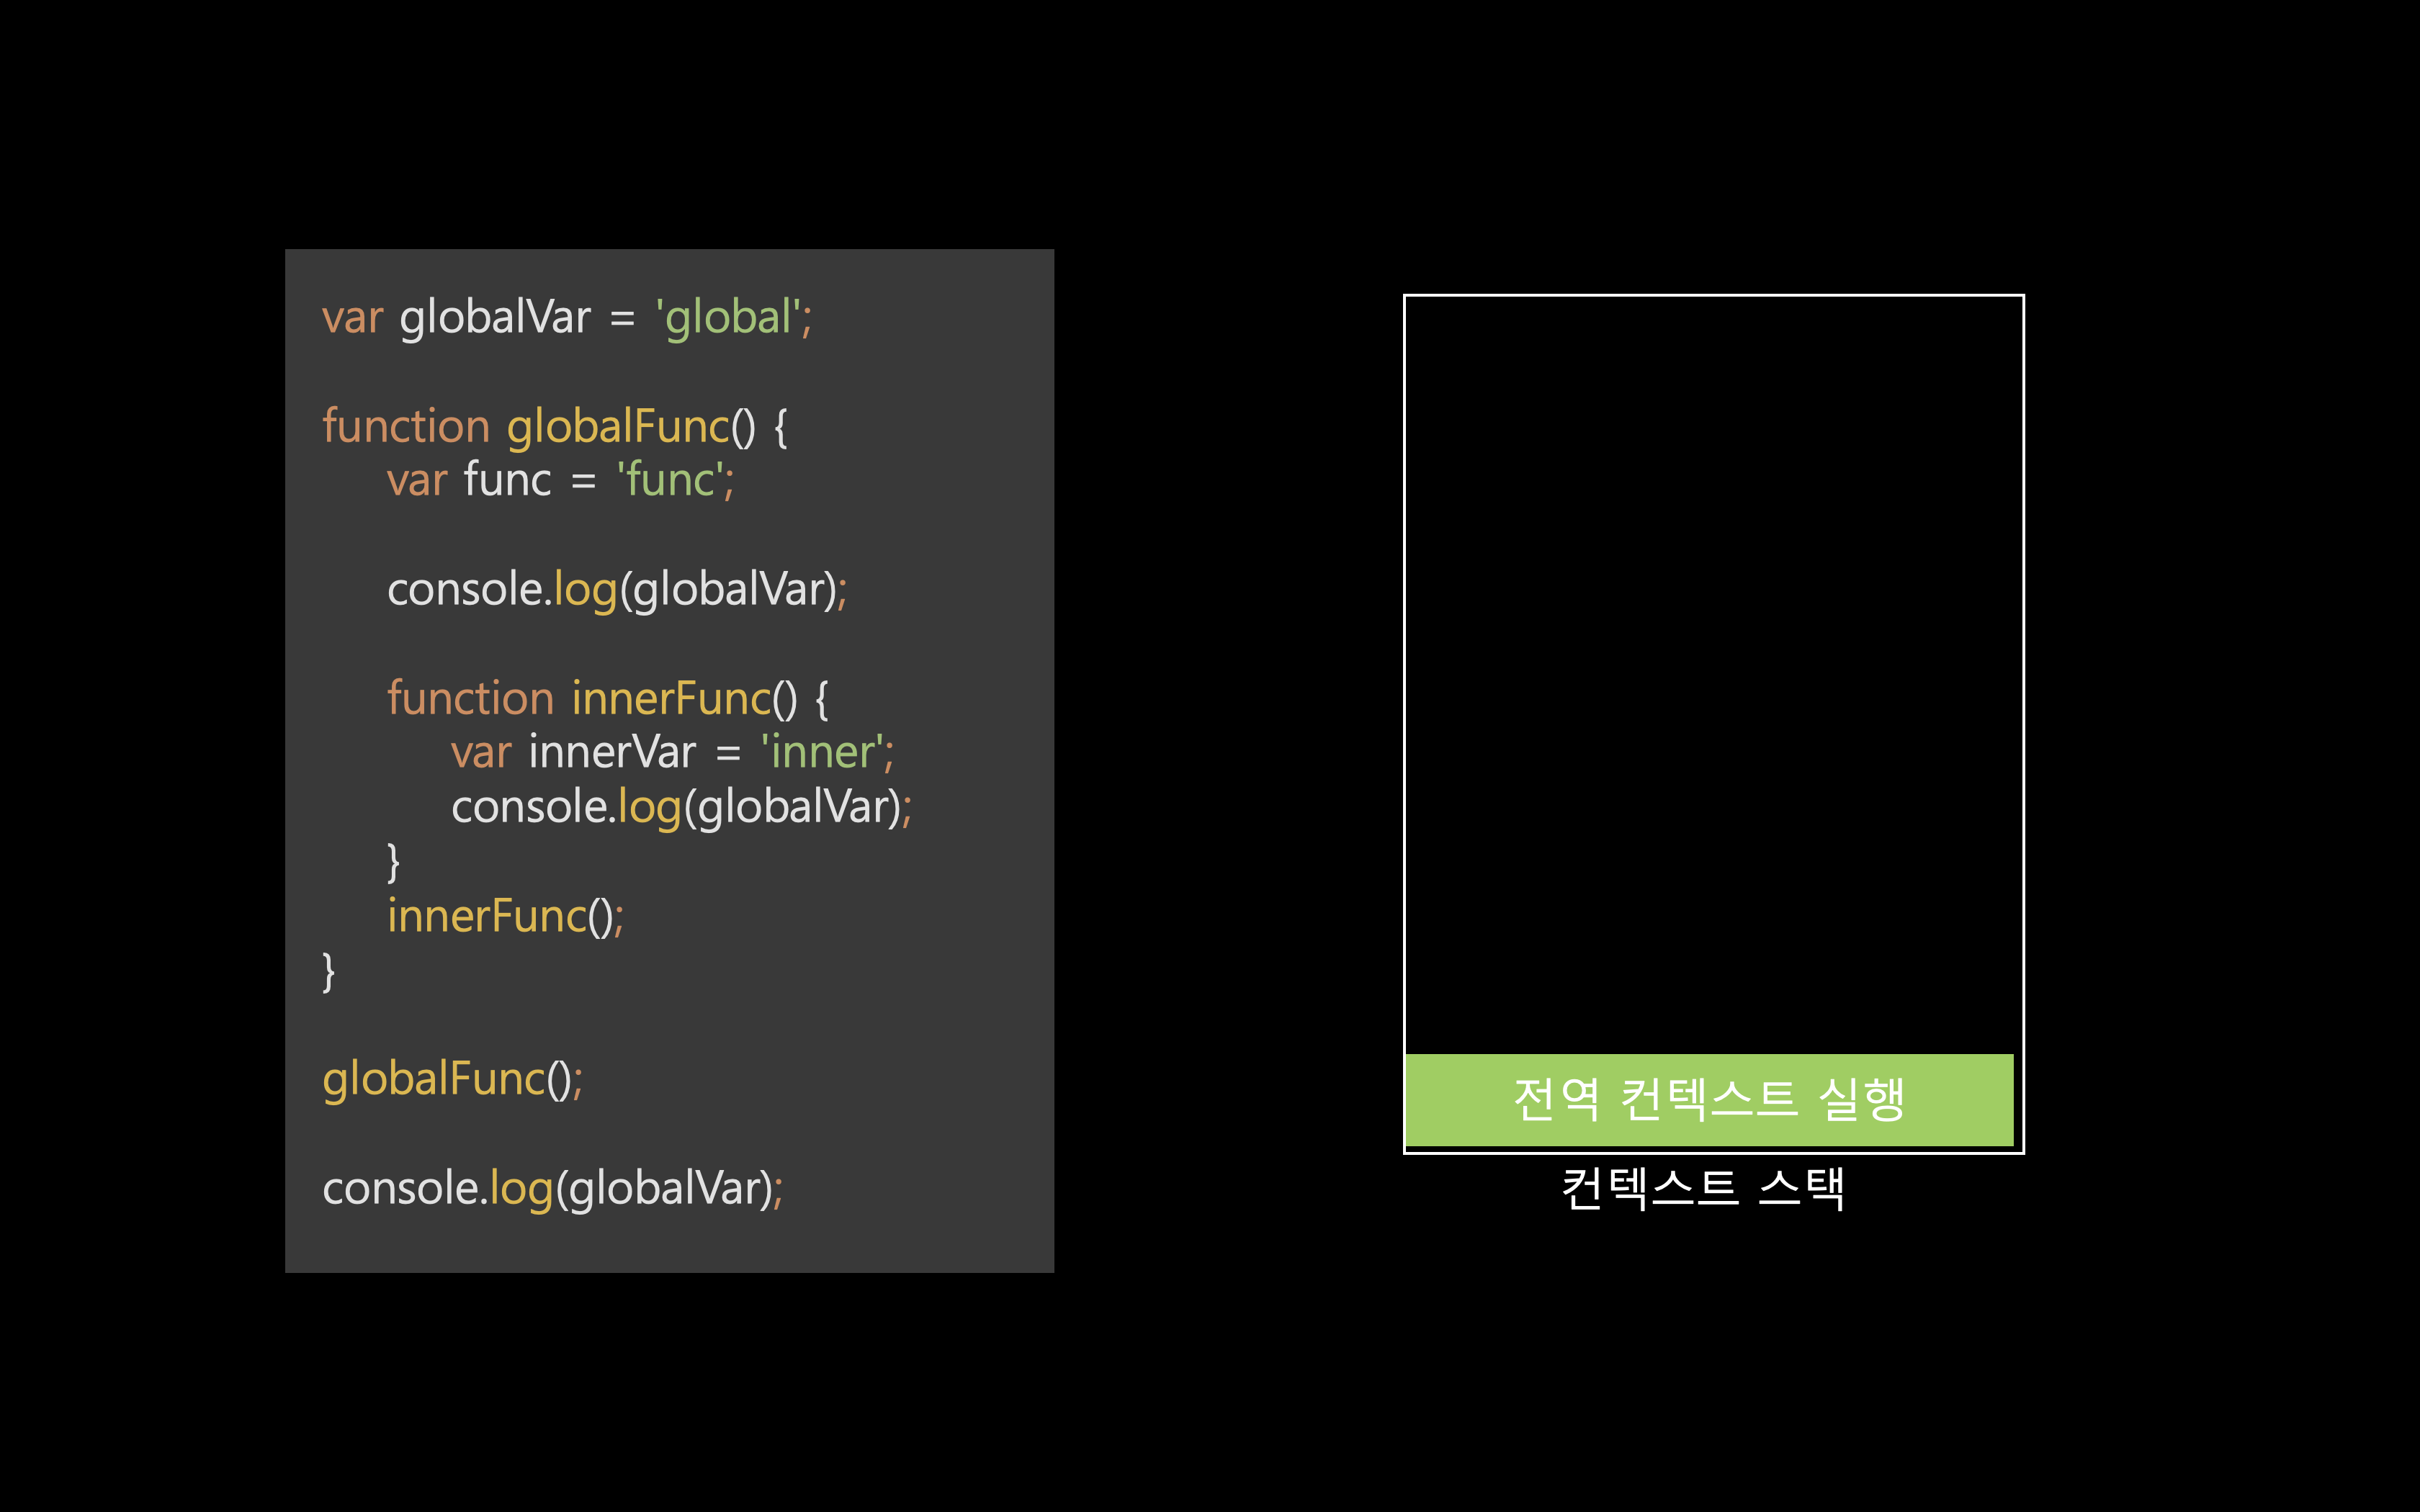 var globalVar = 'global';
function globalFunc() {
var func = 'func';
console.log(globalVar);
function innerFunc() {
var innerVar = 'inner';
console.log(globalVar);
}
innerFunc();
}
globalFunc();
console.log(globalVar);
전역 컨텍스트 실행
컨텍스트 스택